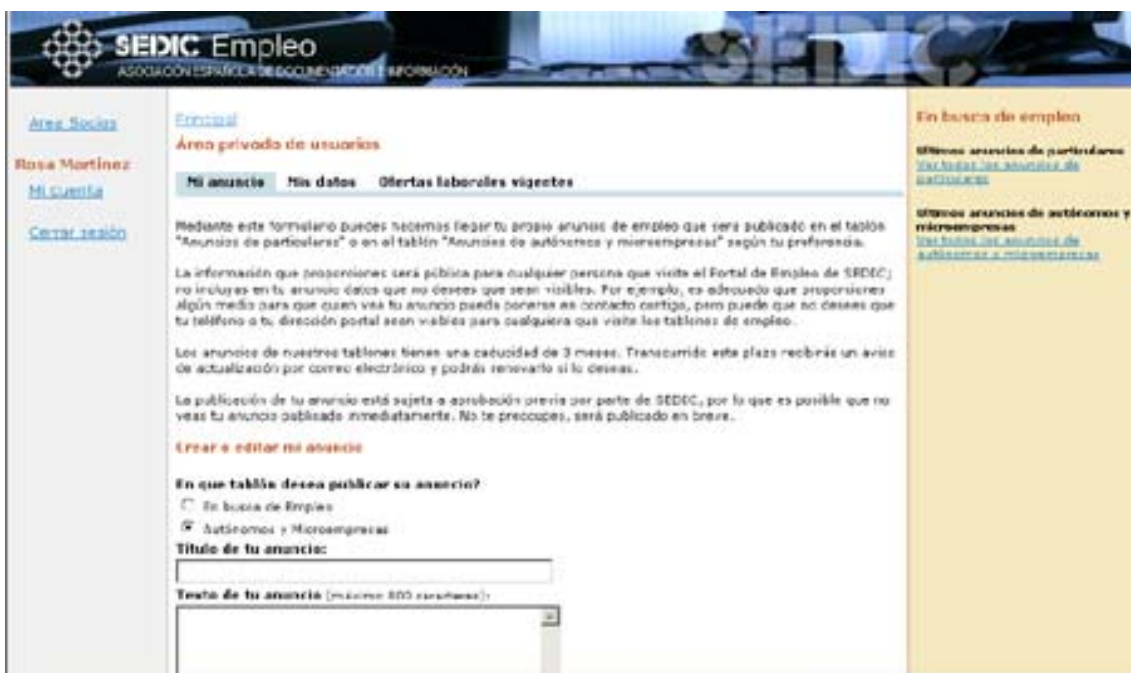 SEDIC Empleo
ASOCIACIÓN ESPAÑOLA DE DOCUMENTACIÓN E INFORMACIÓN
SEDIC
Area Socios
Rosa Martínez
Mi cuenta
Cerrar sesión
Principal
Área privada de usuarios
Mi anuncio Mis datos Ofertas laborales vigentes
Mediante este formulario puedes hacernos llegar tu propio anuncio de empleo que será publicado en el tablón
"Anuncios de particulares" o en el tablón "Anuncios de autónomos y microempresas" según tu preferencia.
La información que proporciones será pública para cualquier persona que visite el Portal de Empleo de SEDIC;
no incluyas en tu anuncio datos que no desees que sean visibles. Por ejemplo, es adecuado que proporciones
algún medio para que quien vea tu anuncio pueda ponerse en contacto contigo, pero puede que no desees que
tu teléfono o tu dirección postal sean visibles para cualquiera que visite los tablones de empleo.
Los anuncios de nuestros tablones tienen una caducidad de 3 meses. Transcurrido este plazo recibirás un aviso
de actualización por correo electrónico y podrás renovarlo si lo deseas.
La publicación de tu anuncio está sujeta a aprobación previa por parte de SEDIC, por lo que es posible que no
veas tu anuncio publicado inmediatamente. No te preocupes, será publicado en breve.
Crear o editar mi anuncio
En que tablón desea publicar su anuncio?
En busca de Empleo
Autónomos y Microempresas
Título de tu anuncio:
Texto de tu anuncio (máximo 800 caracteres):
En busca de empleo
Últimos anuncios de particulares
Ver todos los anuncios de
particulares
Últimos anuncios de autónomos y
microempresas
Ver todos los anuncios de
autónomos y microempresas